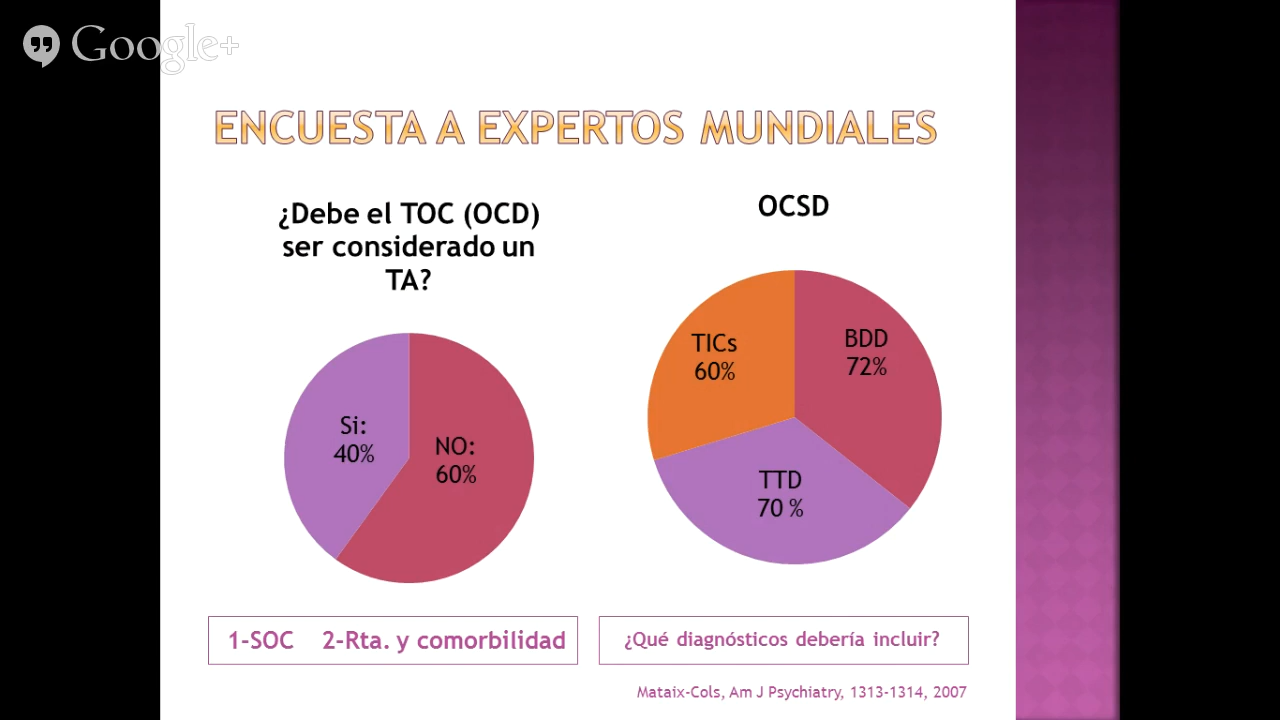 Google+
ENCUESTA A EXPERTOS MUNDIALES
¿Debe el TOC (OCD)
ser considerado un
TA?
Si:
40%
NO:
60%
1-SOC 2-Rta. y comorbilidad
OCSD
TICs
60%
BDD
72%
TTD
70 %
¿Qué diagnósticos debería incluir?
Mataix-Cols, Am J Psychiatry, 1313-1314, 2007